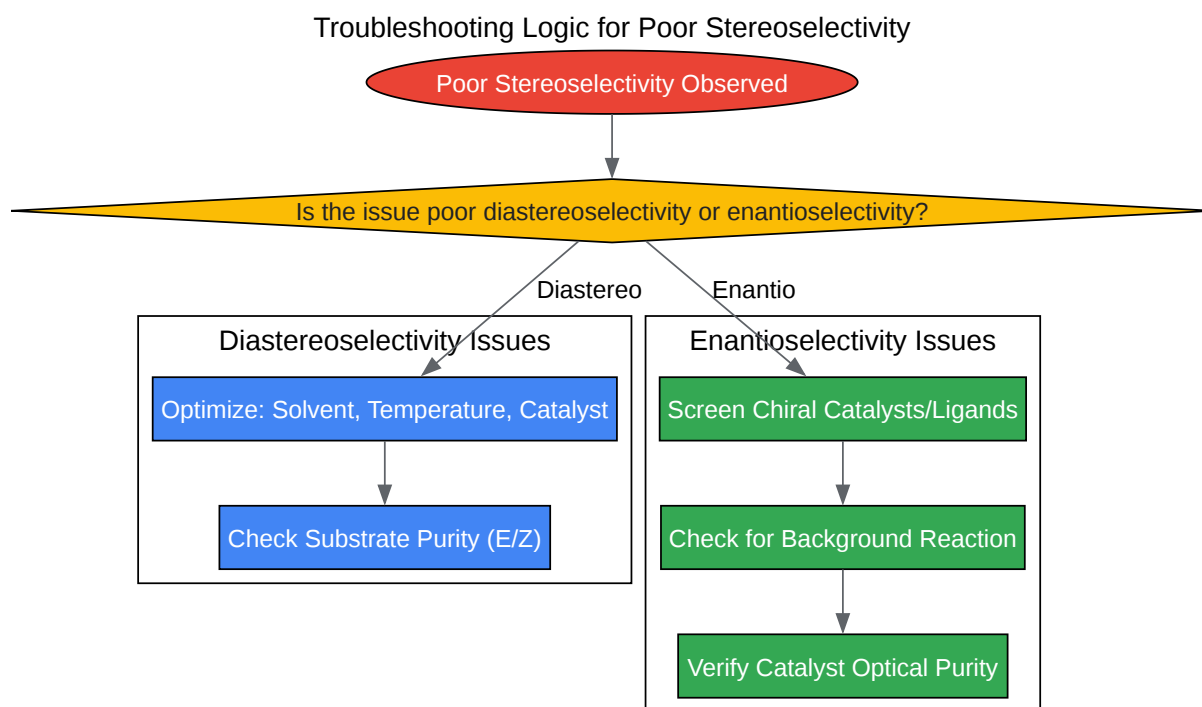 Troubleshooting Logic for Poor Stereoselectivity
Poor Stereoselectivity Observed
Is the issue poor diastereoselectivity or enantioselectivity?
Diastereo
Enantio
Diastereoselectivity Issues
Optimize: Solvent, Temperature, Catalyst
Check Substrate Purity (E/Z)
Enantioselectivity Issues
Screen Chiral Catalysts/Ligands
Check for Background Reaction
Verify Catalyst Optical Purity